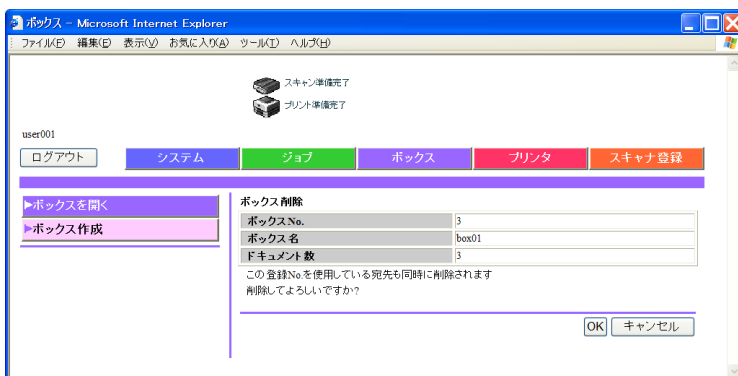 ボックス - Microsoft Internet Explorer
ファイル(F) 編集(E) 表示(V) お気に入り(A) ツール(T) ヘルプ(H)
スキャン準備完了
プリント準備完了
user001
ログアウト システム ジョブ ボックス プリンタ スキャナ登録
▶ボックスを開く
▶ボックス作成
ボックス削除
ボックスNo. 3
ボックス名 box01
ドキュメント数 3
この登録No.を使用している宛先も同時に削除されます
削除してよろしいですか?
OK キャンセル